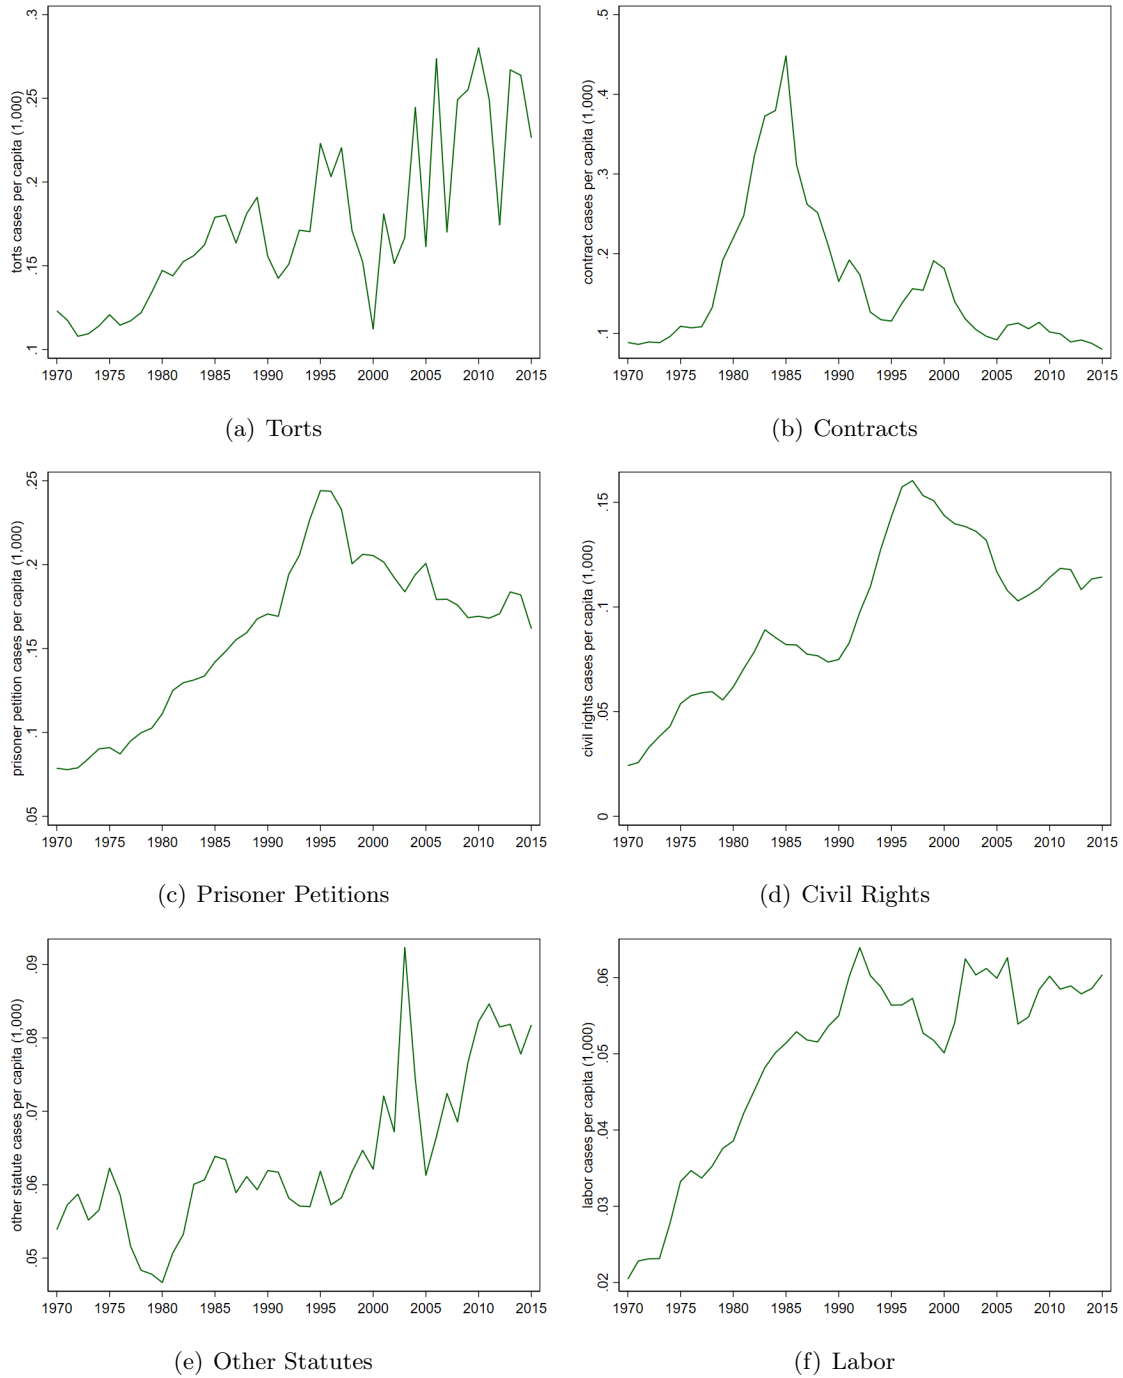 torts cases per capita (1,000)
.3
.25
.2
.15
.1
1970 1975 1980 1985 1990 1995 2000 2005 2010 2015
(a) Torts
contract cases per capita (1,000)
.5
.4
.3
.2
.1
1970 1975 1980 1985 1990 1995 2000 2005 2010 2015
(b) Contracts
prisoner petition cases per capita (1,000)
.25
.2
.15
.1
.05
1970 1975 1980 1985 1990 1995 2000 2005 2010 2015
(c) Prisoner Petitions
civil rights cases per capita (1,000)
.15
.1
.05
0
1970 1975 1980 1985 1990 1995 2000 2005 2010 2015
(d) Civil Rights
other statute cases per capita (1,000)
.09
.08
.07
.06
.05
1970 1975 1980 1985 1990 1995 2000 2005 2010 2015
(e) Other Statutes
labor cases per capita (1,000)
.06
.05
.04
.03
.02
1970 1975 1980 1985 1990 1995 2000 2005 2010 2015
(f) Labor